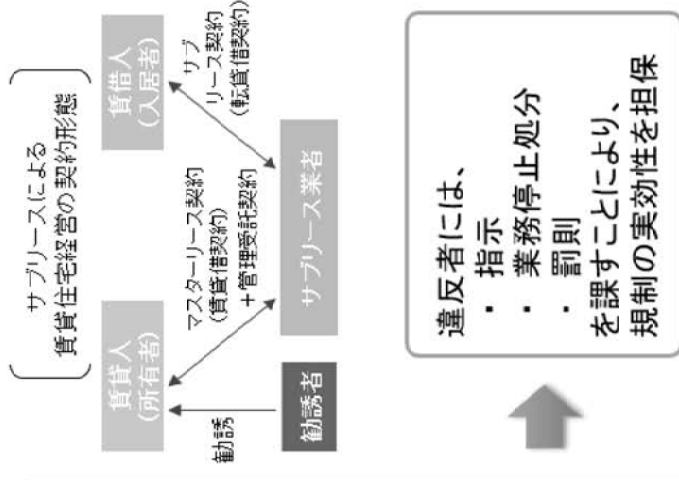 サブリースによる
賃貸住宅経営の契約形態
賃貸人
(所有者)
賃借人
(入居者)
勧誘
マスターリース契約
(賃貸借契約)
+管理受託契約
サブ
リース契約
(転貸借契約)
勧誘者
サブリース業者
違反者には、
・ 指示
・ 業務停止処分
・ 罰則
を課すことにより、
規制の実効性を担保